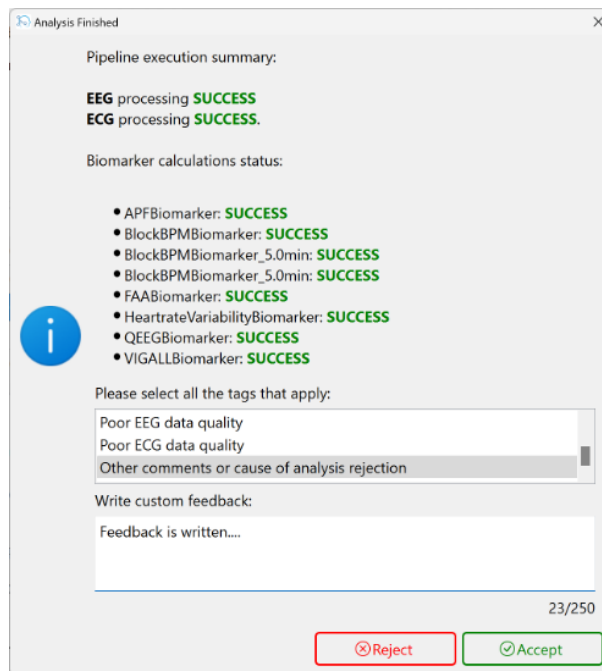 Analysis Finished
Pipeline execution summary:
EEG processing SUCCESS
ECG processing SUCCESS.
Biomarker calculations status:
• APFBiomarker: SUCCESS
• BlockBPMBiomarker: SUCCESS
• BlockBPMBiomarker_5.0min: SUCCESS
• BlockBPMBiomarker_5.0min: SUCCESS
• FAABiomarker: SUCCESS
• HeartrateVariabilityBiomarker: SUCCESS
• QEEGBiomarker: SUCCESS
• VIGALLBiomarker: SUCCESS
Please select all the tags that apply:
Poor EEG data quality
Poor ECG data quality
Other comments or cause of analysis rejection
Write custom feedback:
Feedback is written....
23/250
Reject
Accept